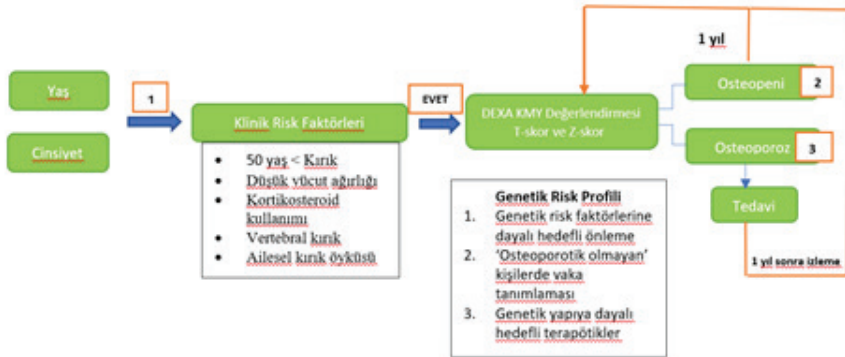 Yaş
Cinsiyet
1
Klinik Risk Faktörleri
• 50 yaş < Kırık
• Düşük vücut ağırlığı
• Kortikosteroid
kullanımı
• Vertebral kırık
• Ailesel kırık öyküsü
EVET
DEXA KMY Değerlendirmesi
T-skor ve Z-skor
Genetik Risk Profili
1. Genetik risk faktörlerine
dayalı hedefli önleme
2. ‘Osteoporotik olmayan’
kişilerde vaka
tanımlaması
3. Genetik yapıya dayalı
hedefli terapötikler
1 yıl
Osteopeni
2
Osteoporoz
3
Tedavi
1 yıl sonra izleme